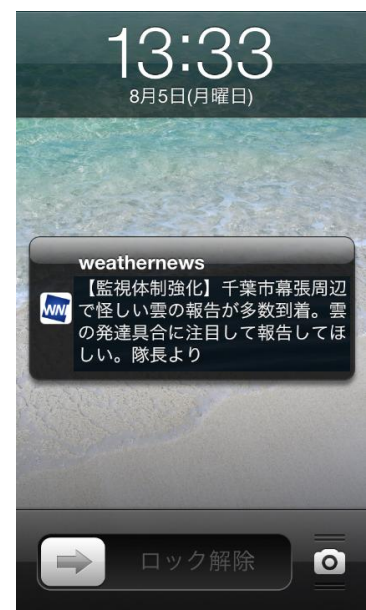 13:33
8月5日(月曜日)
weathernews
WNI
【監視体制強化】千葉市幕張周辺
で怪しい雲の報告が多数到着。雲
の発達具合に注目して報告してほ
しい。隊長より
ロック解除